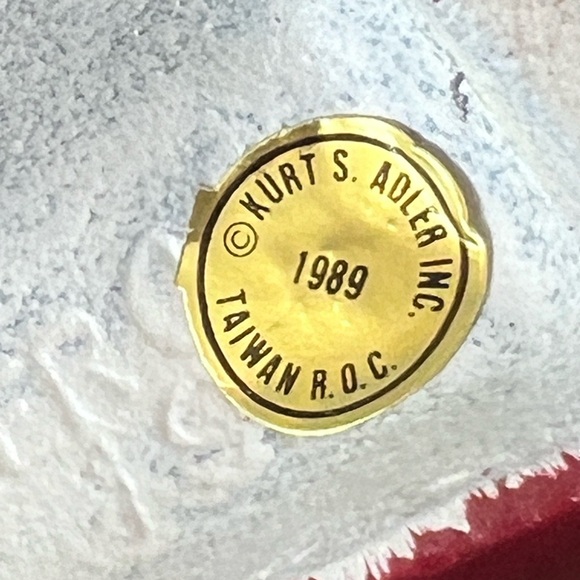 © KURT S. ADLER INC.
1989
TAIWAN R.O.C.